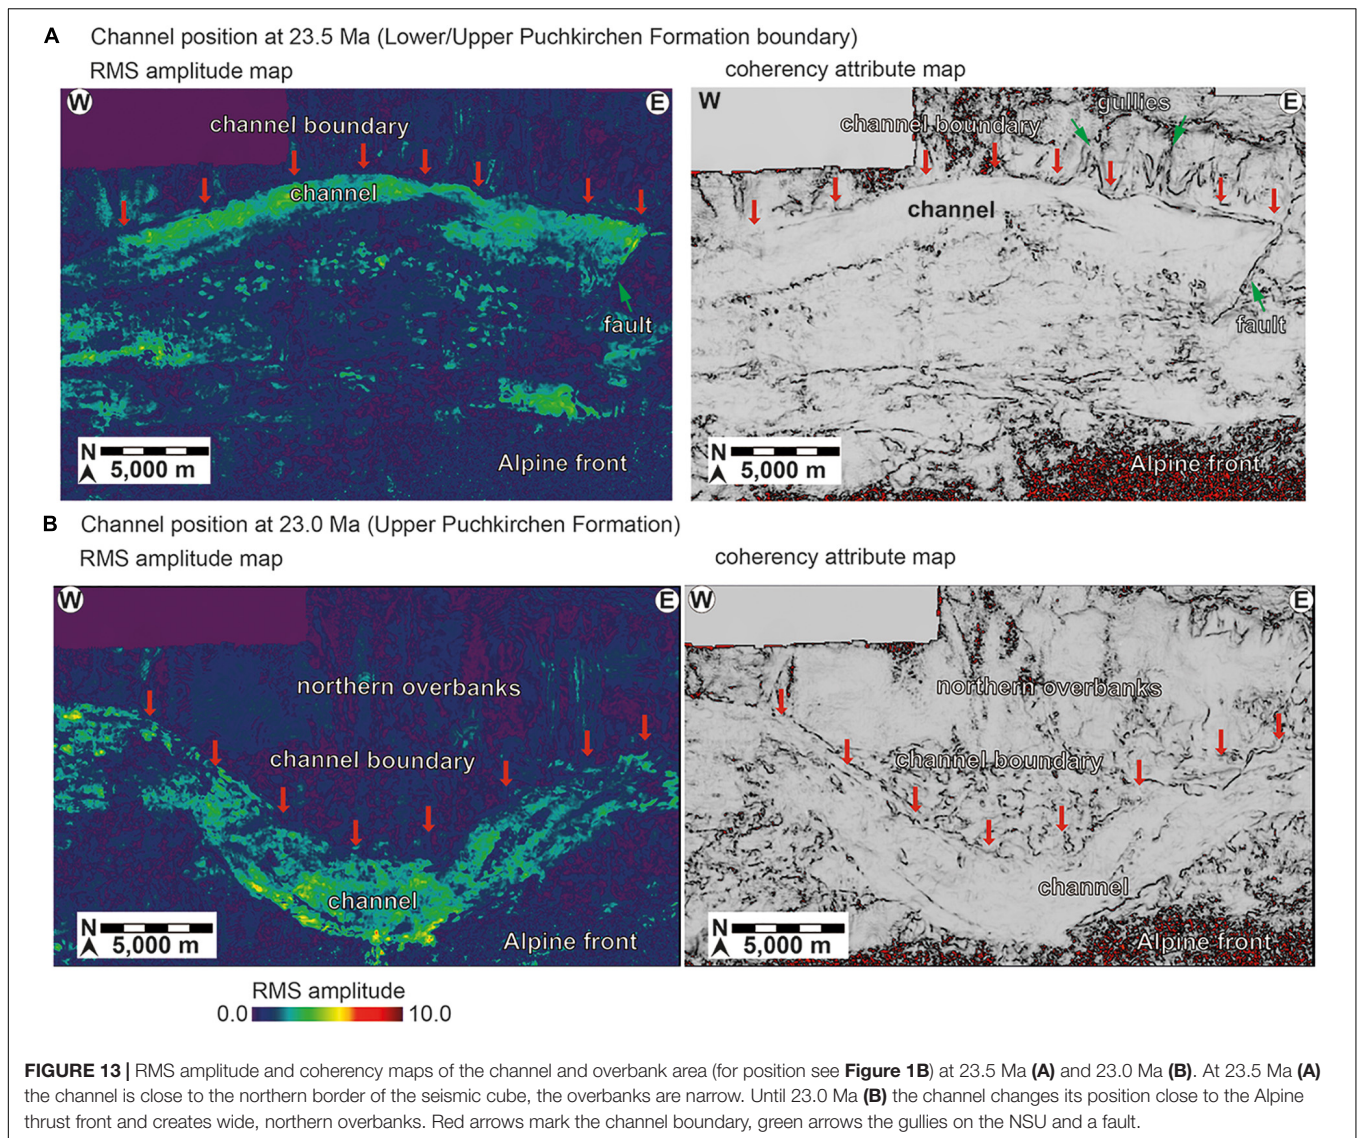 A Channel position at 23.5 Ma (Lower/Upper Puchkirchen Formation boundary)
RMS amplitude map
coherency attribute map
W
E
channel boundary
channel
fault
Alpine front
N
5,000 m
W
E
gullies
channel boundary
channel
fault
Alpine front
N
5,000 m
B Channel position at 23.0 Ma (Upper Puchkirchen Formation)
RMS amplitude map
coherency attribute map
W
E
northern overbanks
channel boundary
channel
Alpine front
N
5,000 m
W
E
northern overbanks
channel boundary
channel
Alpine front
N
5,000 m
RMS amplitude
0.0 10.0
FIGURE 13 | RMS amplitude and coherency maps of the channel and overbank area (for position see Figure 1B) at 23.5 Ma (A) and 23.0 Ma (B). At 23.5 Ma (A)
the channel is close to the northern border of the seismic cube, the overbanks are narrow. Until 23.0 Ma (B) the channel changes its position close to the Alpine
thrust front and creates wide, northern overbanks. Red arrows mark the channel boundary, green arrows the gullies on the NSU and a fault.